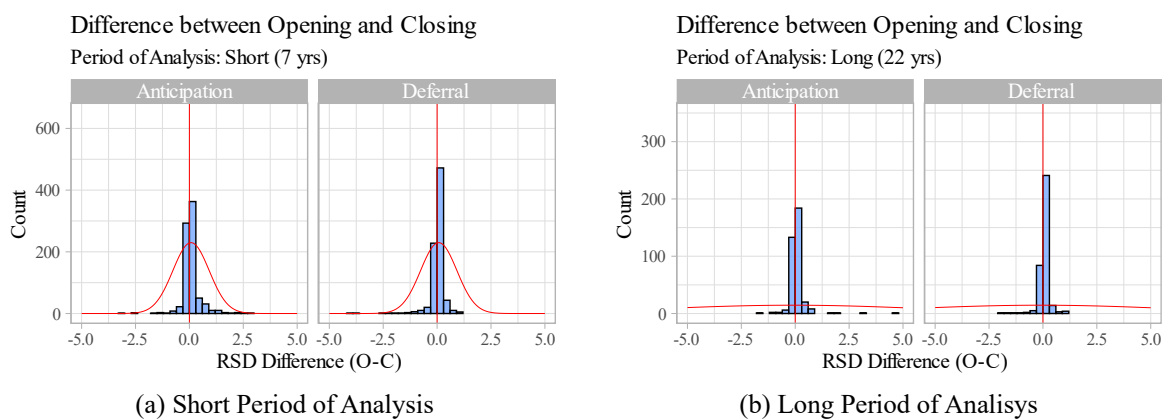 Difference between Opening and Closing
Period of Analysis: Short (7 yrs)
Anticipation Deferral
600
400
200
0
Count
-5.0 -2.5 0.0 2.5 5.0 -5.0 -2.5 0.0 2.5 5.0
RSD Difference (O-C)
(a) Short Period of Analysis
Difference between Opening and Closing
Period of Analysis: Long (22 yrs)
Anticipation Deferral
300
200
100
0
Count
-5.0 -2.5 0.0 2.5 5.0 -5.0 -2.5 0.0 2.5 5.0
RSD Difference (O-C)
(b) Long Period of Analisys